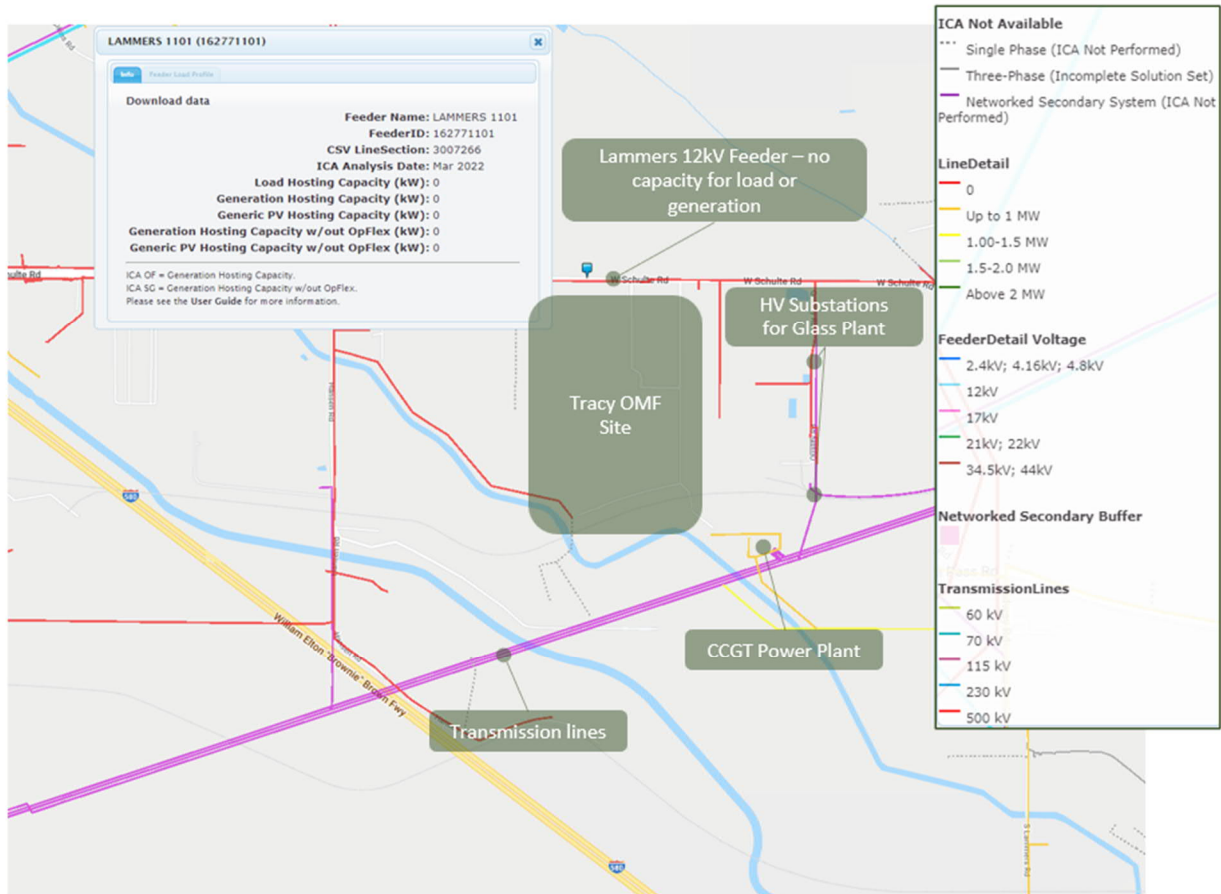 LAMMERS 1101 (162771101)
Info
Feeder Load Profile
Download data
Feeder Name: LAMMERS 1101
FeederID: 162771101
CSV LineSection: 3007266
ICA Analysis Date: Mar 2022
Load Hosting Capacity (kW): 0
Generation Hosting Capacity (kW): 0
Generic PV Hosting Capacity (kW): 0
Generation Hosting Capacity w/out OpFlex (kW): 0
Generic PV Hosting Capacity w/out OpFlex (kW): 0
ICA OF = Generation Hosting Capacity.
ICA SG = Generation Hosting Capacity w/out OpFlex.
Please see the User Guide for more information.
Lammers 12kV Feeder – no
capacity for load or
generation
hulte Rd
W Schulte Rd
W Schulte Rd
W Schulte Rd
HV Substations
for Glass Plant
Tracy OMF
Site
Hansen Rd
580
CCGT Power Plant
William Elton "Brownie" Brown Fwy
Hansen Rd
Transmission lines
580
S Lammers Rd
ICA Not Available
Single Phase (ICA Not Performed)
Three-Phase (Incomplete Solution Set)
Networked Secondary System (ICA Not
Performed)
LineDetail
0
Up to 1 MW
1.00-1.5 MW
1.5-2.0 MW
Above 2 MW
FeederDetail Voltage
2.4kV; 4.16kV; 4.8kV
12kV
17kV
21kV; 22kV
34.5kV; 44kV
Networked Secondary Buffer
TransmissionLines
60 kV
70 kV
115 kV
230 kV
500 kV